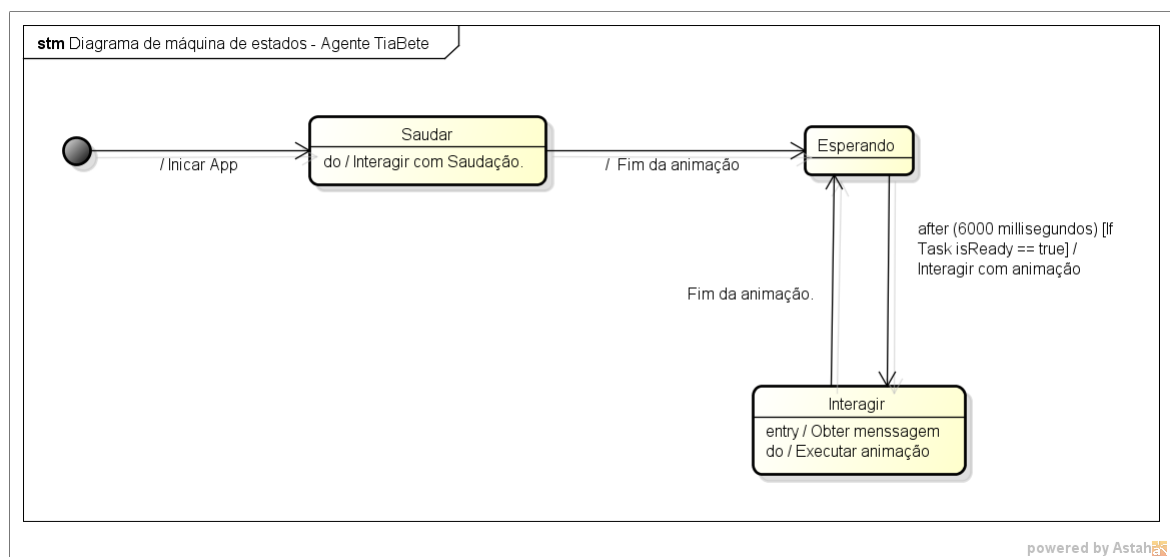 stm Diagrama de máquina de estados - Agente TiaBete
Saudar
do / Interagir com Saudação.
/ Inicar App
/ Fim da animação
Esperando
after (6000 millisegundos) [If
Task isReady == true] /
Interagir com animação
Fim da animação.
Interagir
entry / Obter menssagem
do / Executar animação
powered by Astah